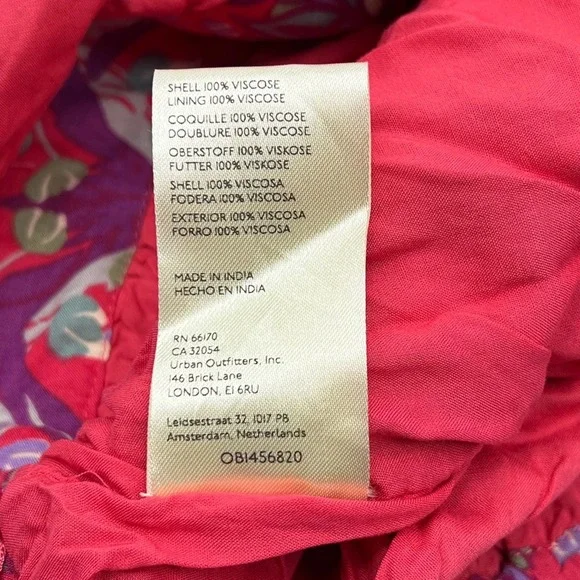 SHELL 100% VISCOSE
LINING 100% VISCOSE
COQUILLE 100% VISCOSE
DOUBLURE 100% VISCOSE
OBERSTOFF 100% VISKOSE
FUTTER 100% VISKOSE
SHELL 100% VISCOSA
FODERA 100% VISCOSA
EXTERIOR 100% VISCOSA
FORRO 100% VISCOSA
MADE IN INDIA
HECHO EN INDIA
RN 66170
CA 32054
Urban Outfitters, Inc.
146 Brick Lane
LONDON, E1 6RU
Leidsestraat 32, 1017 PB
Amsterdam, Netherlands
OB1456820